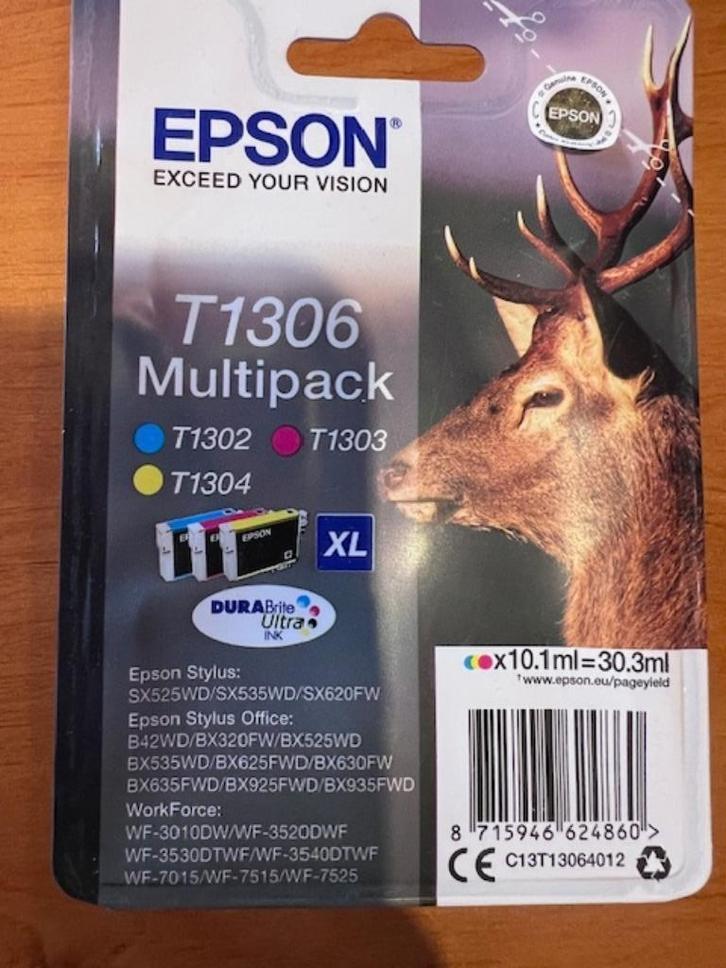 EPSON®
EXCEED YOUR VISION
Genuine EPSON
EPSON
T1306
Multipack
T1302 T1303
T1304
EPSON
XL
DURABrite
Ultra
INK
x10.1ml=30.3ml
†www.epson.eu/pageyield
Epson Stylus:
SX525WD/SX535WD/SX620FW
Epson Stylus Office:
B42WD/BX320FW/BX525WD
BX535WD/BX625FWD/BX630FW
BX635FWD/BX925FWD/BX935FWD
WorkForce:
WF-3010DW/WF-3520DWF
WF-3530DTWF/WF-3540DTWF
WF-7015/WF-7515/WF-7525
8 715946 624860 >
CE C13T13064012